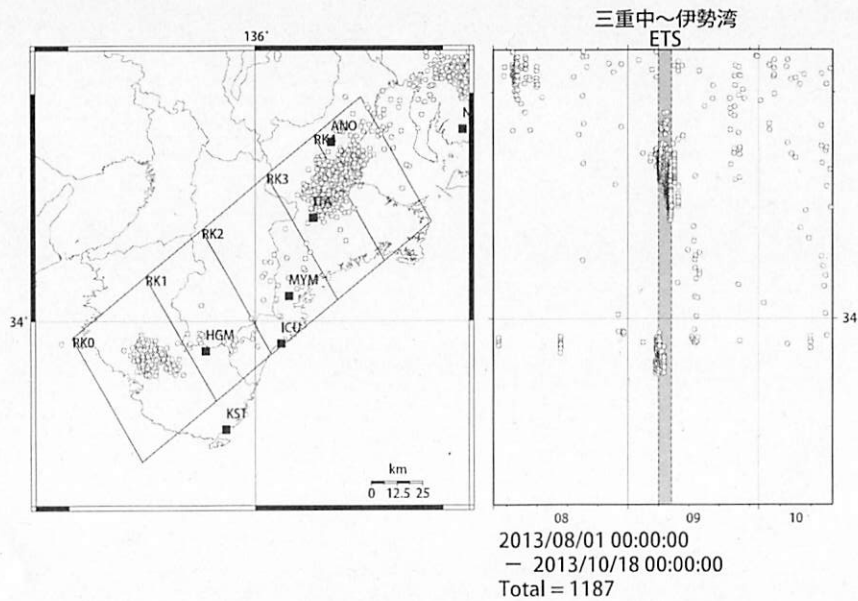 三重中～伊勢湾
ETS
136°
N
ANO
RK3
RK2
MYM
RK1
34°
ICU
HGM
RK0
KST
km
0 12.5 25
34
08 09 10
2013/08/01 00:00:00
— 2013/10/18 00:00:00
Total = 1187